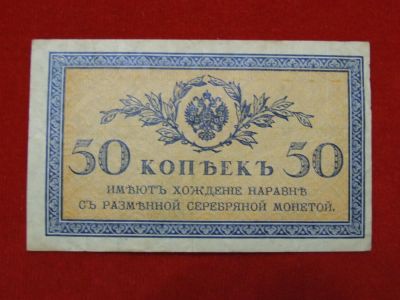 50 КОПѢЕКЪ 50
ИМѢЮТЪ ХОЖДЕНІЕ НАРАВНѢ
СЪ РАЗМѢННОЙ СЕРЕБРЯНОЙ МОНЕТОЙ.